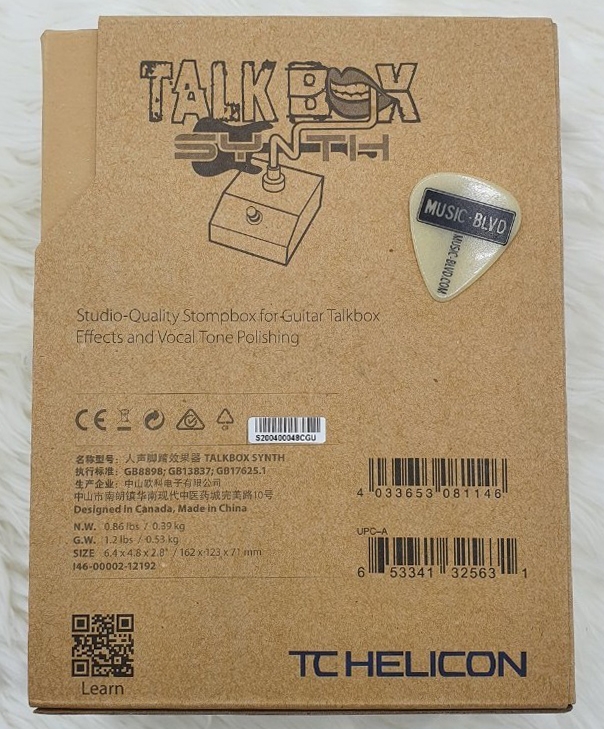 TALK BOX
SYNTH
MUSIC·BLVD
MUSIC-BLVD.COM
Studio-Quality Stompbox for Guitar Talkbox
Effects and Vocal Tone Polishing
CE
S200400048CGU
名称型号: 人声脚踏效果器 TALKBOX SYNTH
执行标准: GB8898; GB13837; GB17625.1
生产企业: 中山欧科电子有限公司
中山市南朗镇华南现代中医药城完美路10号
Designed in Canada, Made in China
N.W. 0.86 lbs / 0.39 kg
G.W. 1.2 lbs / 0.53 kg
SIZE 6.4 x 4.8 x 2.8" / 162 x 123 x 71 mm
I46-00002-12192
4 033653 081146
UPC-A
6 53341 32563 1
Learn
TC HELICON